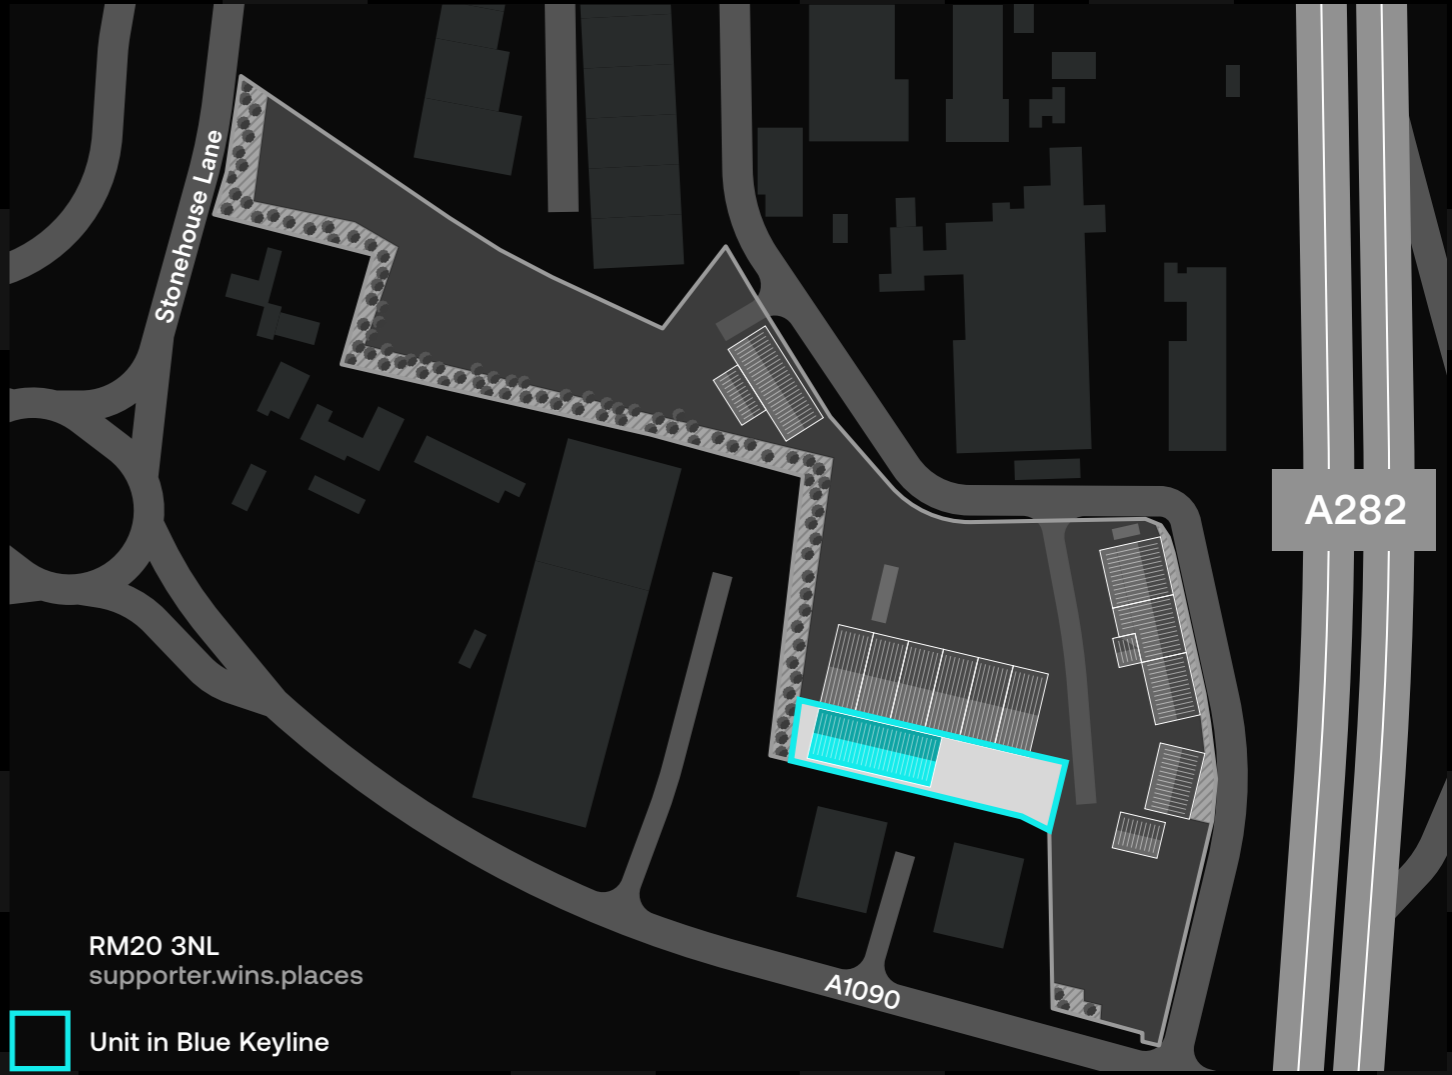 Stonehouse Lane
A282
RM20 3NL
supporter.wins.places
A1090
Unit in Blue Keyline